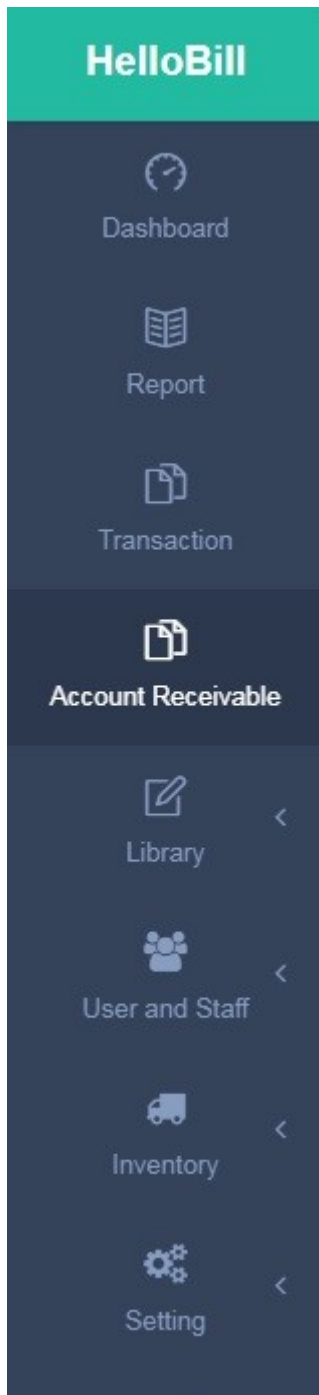 HelloBill
Dashboard
Report
Transaction
Account Receivable
Library
User and Staff
Inventory
Setting